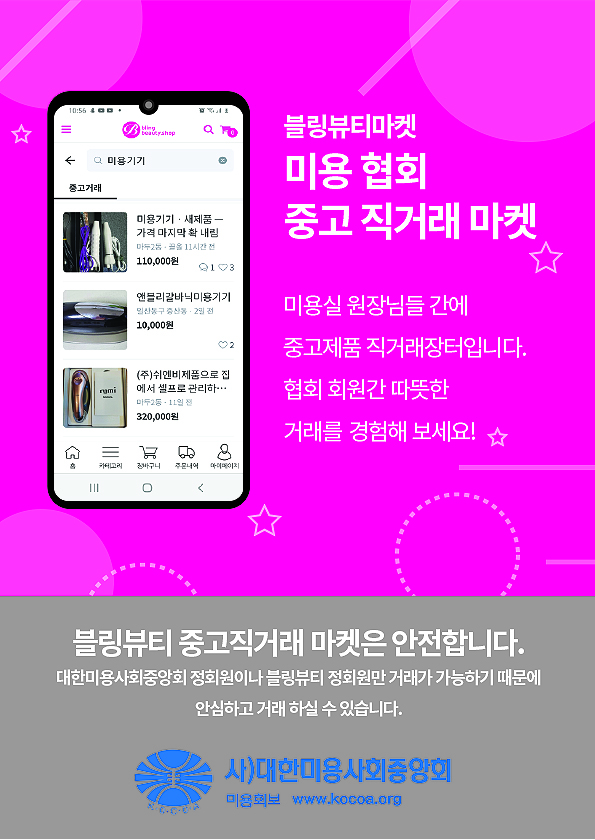 블링뷰티마켓
미용 협회
중고 직거래 마켓
미용실 원장님들 간에
중고제품 직거래장터입니다.
협회 회원간 따뜻한
거래를 경험해 보세요!
10:56
bling
beautyshop
0
미용기기
중고거래
미용기기 · 새제품 —
가격 마지막 확 내림
마두2동 · 끌올 11시간 전
110,000원
1 3
앤블리갈바닉미용기기
일산동구 중산동 · 2일 전
10,000원
2
(주)쉬앤비제품으로 집
에서 셀프로 관리하…
마두2동 · 11일 전
320,000원
홈 카테고리 장바구니 주문내역 마이페이지
블링뷰티 중고직거래 마켓은 안전합니다.
대한미용사회중앙회 정회원이나 블링뷰티 정회원만 거래가 가능하기 때문에
안심하고 거래 하실 수 있습니다.
사)대한미용사회중앙회
미용회보 www.kocoa.org